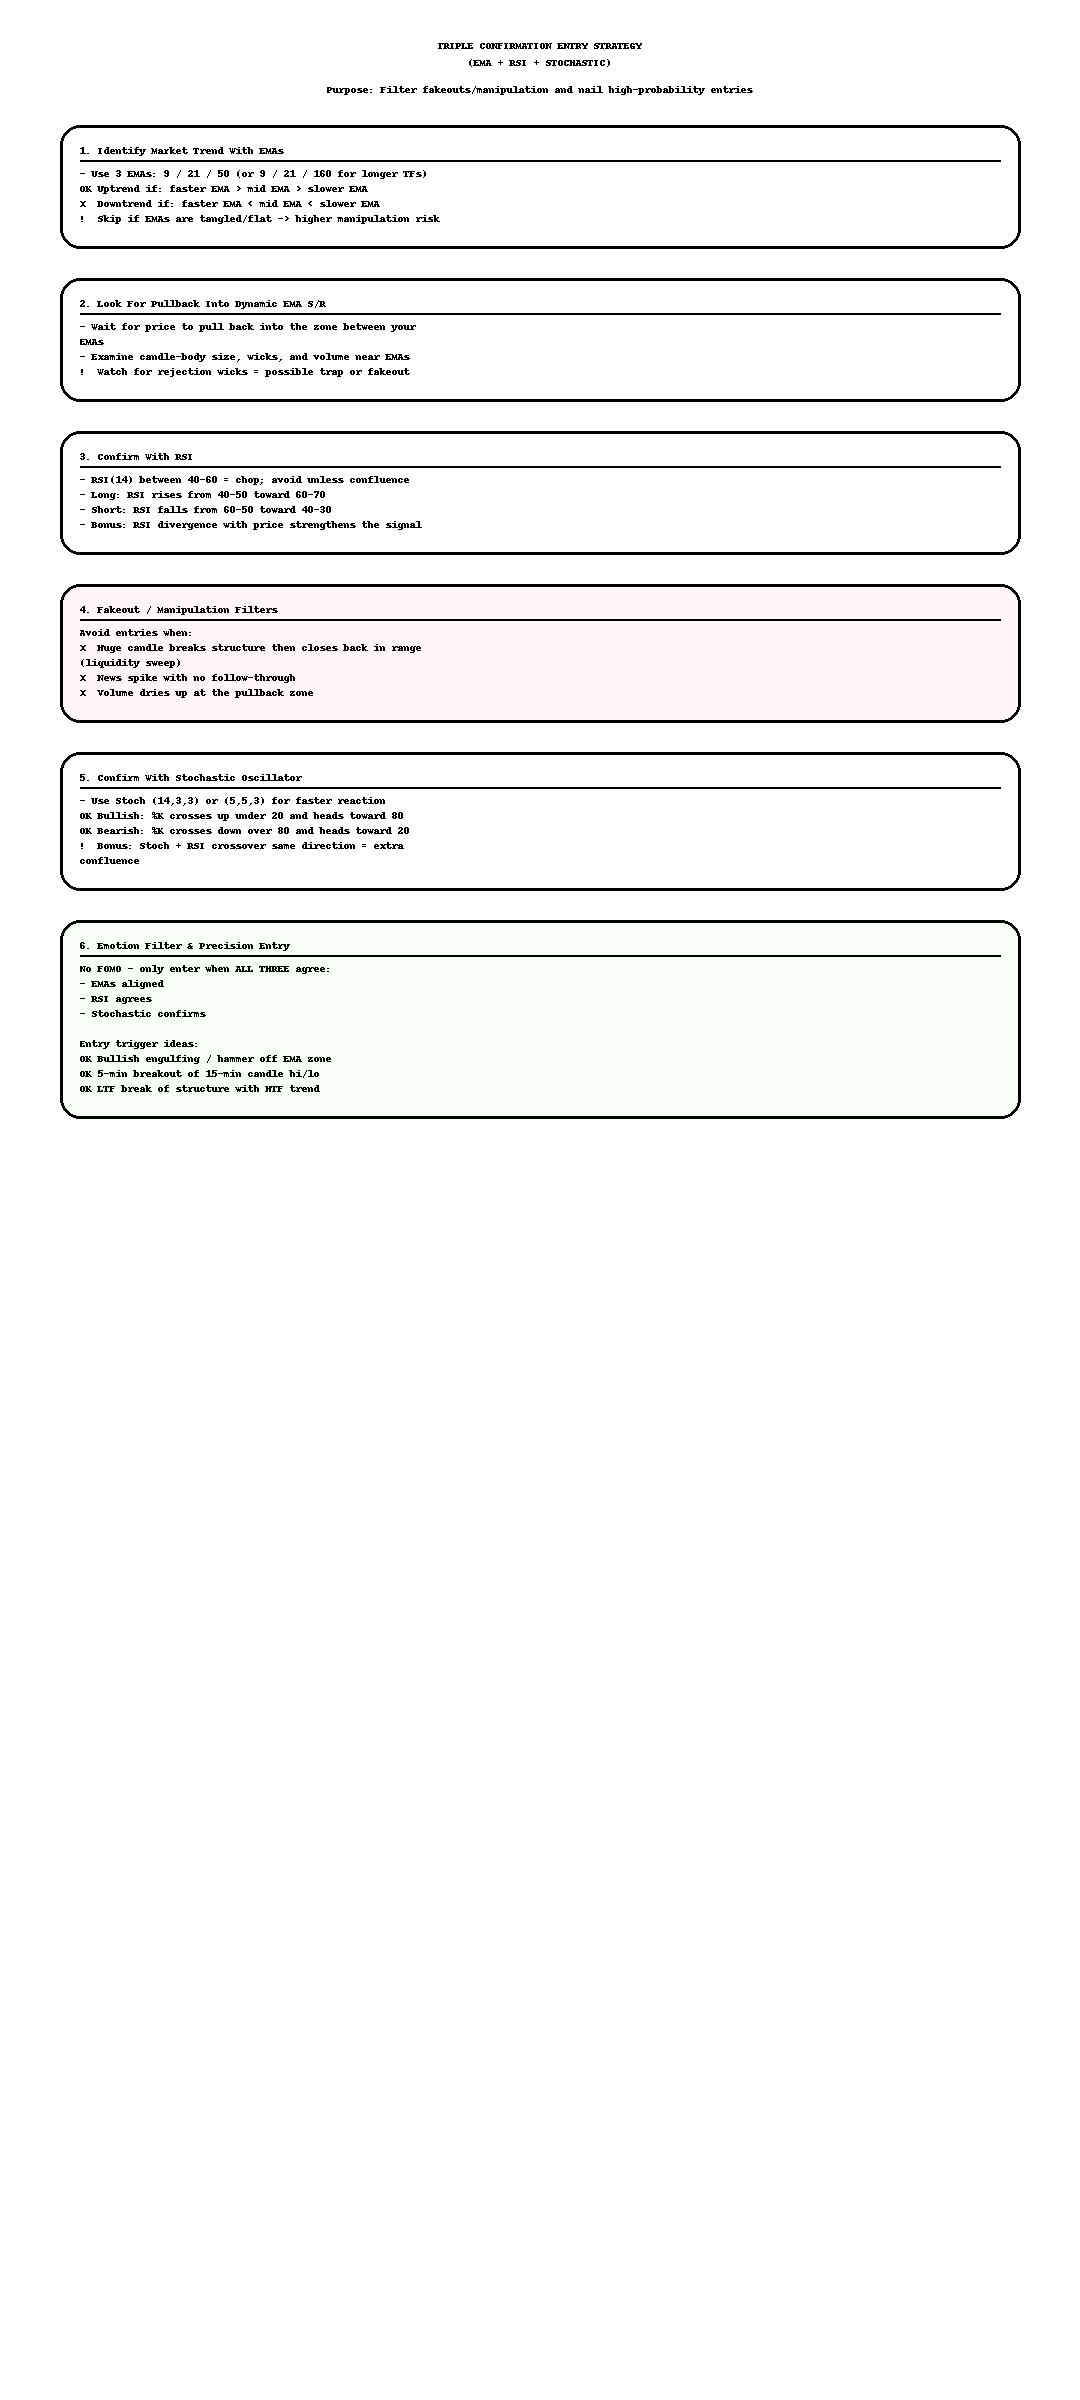 TRIPLE CONFIRMATION ENTRY STRATEGY
(EMA + RSI + STOCHASTIC)
Purpose: Filter fakeouts/manipulation and nail high-probability entries
1. Identify Market Trend With EMAs
- Use 3 EMAs: 9 / 21 / 50 (or 9 / 21 / 160 for longer TFs)
OK Uptrend if: faster EMA > mid EMA > slower EMA
X  Downtrend if: faster EMA < mid EMA < slower EMA
!  Skip if EMAs are tangled/flat -> higher manipulation risk
2. Look For Pullback Into Dynamic EMA S/R
- Wait for price to pull back into the zone between your
EMAs
- Examine candle-body size, wicks, and volume near EMAs
!  Watch for rejection wicks = possible trap or fakeout
3. Confirm With RSI
- RSI(14) between 40-60 = chop; avoid unless confluence
- Long: RSI rises from 40-50 toward 60-70
- Short: RSI falls from 60-50 toward 40-30
- Bonus: RSI divergence with price strengthens the signal
4. Fakeout / Manipulation Filters
Avoid entries when:
X  Huge candle breaks structure then closes back in range
(liquidity sweep)
X  News spike with no follow-through
X  Volume dries up at the pullback zone
5. Confirm With Stochastic Oscillator
- Use Stoch (14,3,3) or (5,5,3) for faster reaction
OK Bullish: %K crosses up under 20 and heads toward 80
OK Bearish: %K crosses down over 80 and heads toward 20
!  Bonus: Stoch + RSI crossover same direction = extra
confluence
6. Emotion Filter & Precision Entry
No FOMO - only enter when ALL THREE agree:
- EMAs aligned
- RSI agrees
- Stochastic confirms
Entry trigger ideas:
OK Bullish engulfing / hammer off EMA zone
OK 5-min breakout of 15-min candle hi/lo
OK LTF break of structure with HTF trend